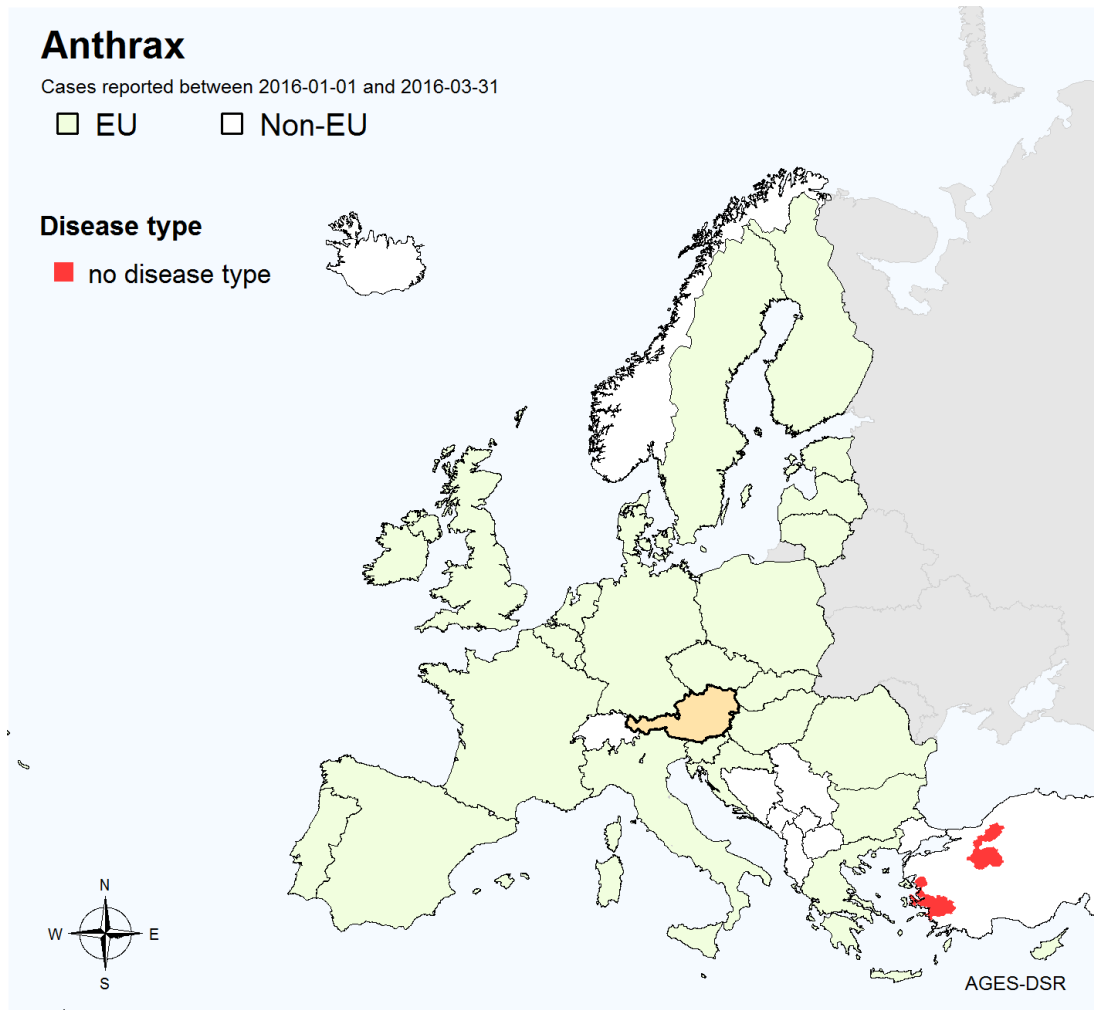 Anthrax
Cases reported between 2016-01-01 and 2016-03-31
EU Non-EU
Disease type
no disease type
N
W E
S
AGES-DSR